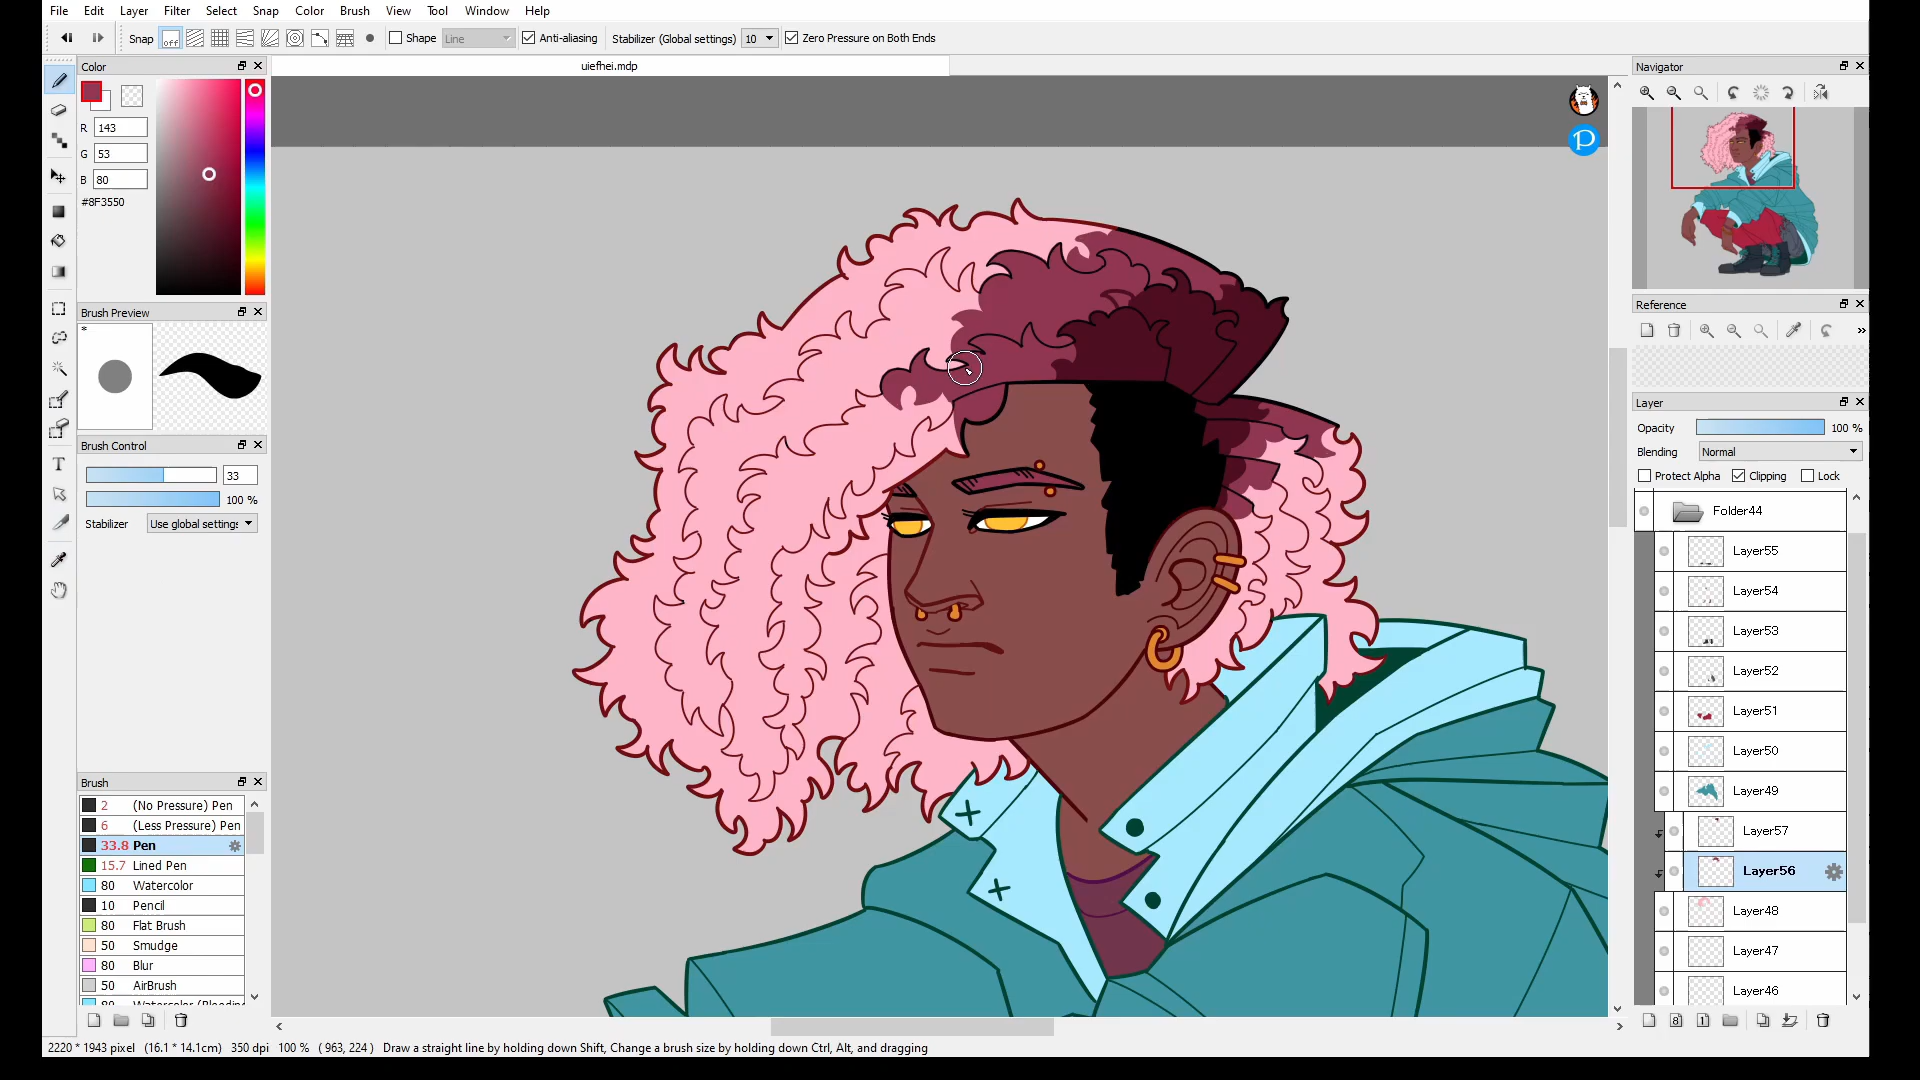 File Edit Layer Filter Select Snap Color Brush View Tool Window Help
Snap off Shape Line Anti-aliasing Stabilizer (Global settings) 10 Zero Pressure on Both Ends
Color
uiefhei.mdp
Navigator
R 143
G 53
B 80
#8F3550
Brush Preview
*
Brush Control
33
100 %
Stabilizer Use global settings
Brush
2 (No Pressure) Pen
6 (Less Pressure) Pen
33.8 Pen
15.7 Lined Pen
80 Watercolor
10 Pencil
80 Flat Brush
50 Smudge
80 Blur
50 AirBrush
80
P
Reference
»
Layer
Opacity 100 %
Blending Normal
Protect Alpha Clipping Lock
Folder44
Layer55
Layer54
Layer53
Layer52
Layer51
Layer50
Layer49
Layer57
Layer56
Layer48
Layer47
Layer46
8 1
2220 * 1943 pixel (16.1 * 14.1cm) 350 dpi 100 % ( 963, 224 ) Draw a straight line by holding down Shift, Change a brush size by holding down Ctrl, Alt, and dragging